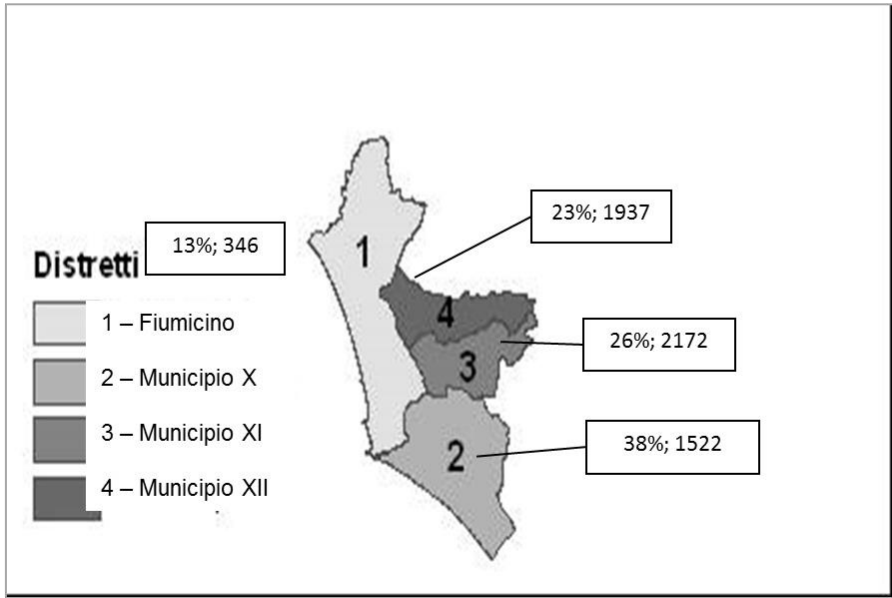 23%; 1937
13%; 346
Distretti
1
1 – Fiumicino
4
26%; 2172
3
2 – Municipio X
3 – Municipio XI
38%; 1522
2
4 – Municipio XII